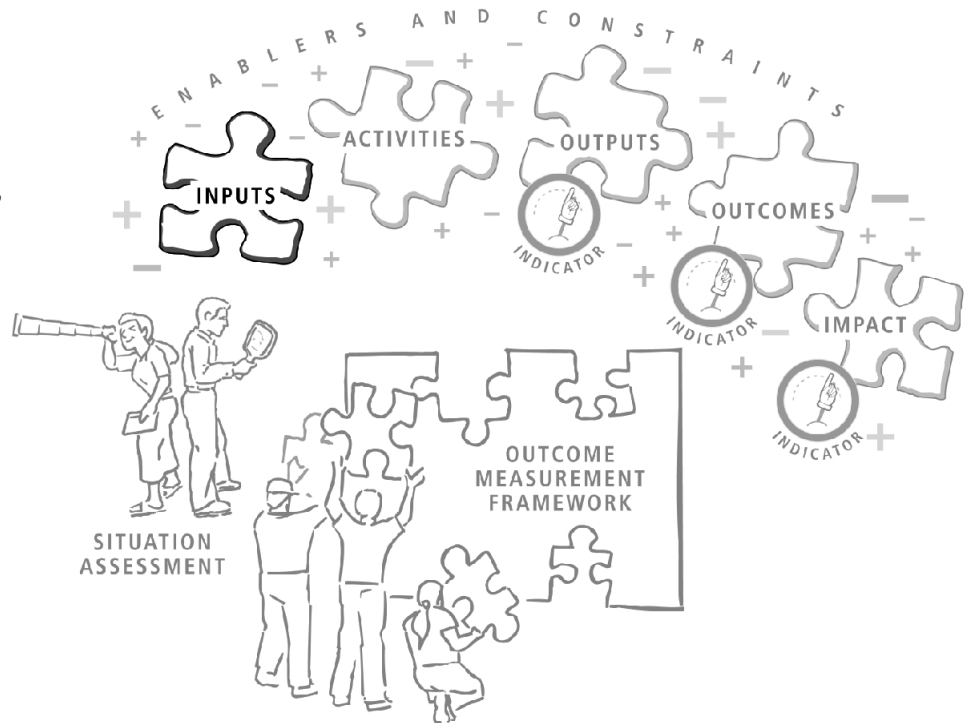 ENABLERS AND CONSTRAINTS
INPUTS
ACTIVITIES
OUTPUTS
INDICATOR
OUTCOMES
INDICATOR
IMPACT
INDICATOR
SITUATION
ASSESSMENT
OUTCOME
MEASUREMENT
FRAMEWORK